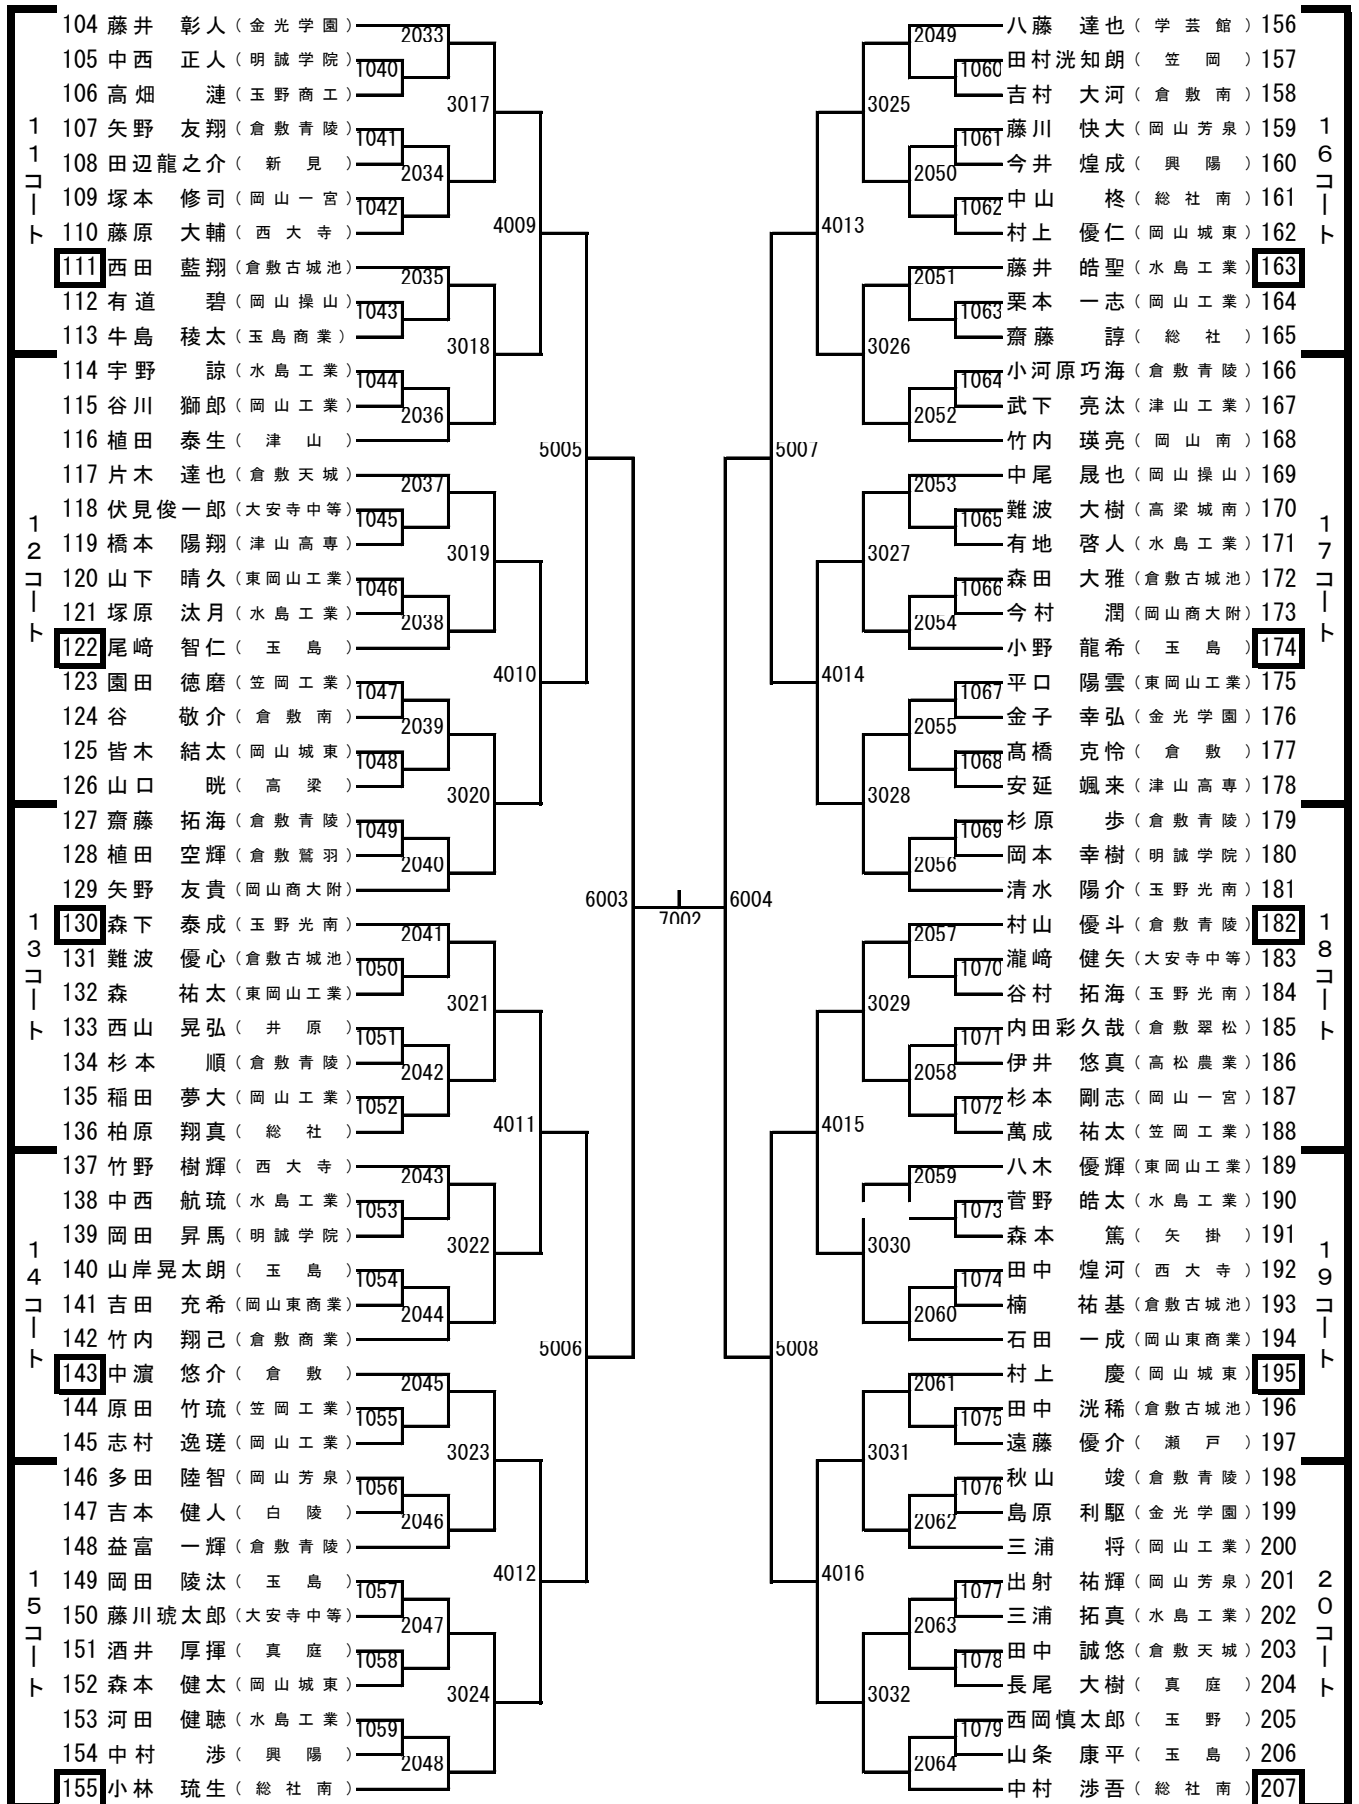 104 藤井 彰人 (金光学園) 2033 2049 八藤 達也 (学芸館) 156
105 中西 正人 (明誠学院) 1040 1060 田村洸知朗 (笠岡) 157
106 高畑 漣 (玉野商工) 3017 3025 吉村 大河 (倉敷南) 158
11コート 16コート
107 矢野 友翔 (倉敷青陵) 1041 1061 藤川 快大 (岡山芳泉) 159
108 田辺龍之介 (新見) 2034 2050 今井 煌成 (興陽) 160
109 塚本 修司 (岡山一宮) 1042 1062 中山 柊 (総社南) 161
110 藤原 大輔 (西大寺) 4009 4013 村上 優仁 (岡山城東) 162
111 西田 藍翔 (倉敷古城池) 2035 2051 藤井 皓聖 (水島工業) 163
112 有道 碧 (岡山操山) 1043 1063 栗本 一志 (岡山工業) 164
113 牛島 稜太 (玉島商業) 3018 3026 齋藤 諄 (総社) 165
114 宇野 諒 (水島工業) 1044 1064 小河原巧海 (倉敷青陵) 166
115 谷川 獅郎 (岡山工業) 2036 2052 武下 亮汰 (津山工業) 167
116 植田 泰生 (津山) 5005 5007 竹内 瑛亮 (岡山南) 168
117 片木 達也 (倉敷天城) 2037 2053 中尾 晟也 (岡山操山) 169
12コート 17コート
118 伏見俊一郎 (大安寺中等) 1045 1065 難波 大樹 (高梁城南) 170
119 橋本 陽翔 (津山高専) 3019 3027 有地 啓人 (水島工業) 171
120 山下 晴久 (東岡山工業) 1046 1066 森田 大雅 (倉敷古城池) 172
121 塚原 汰月 (水島工業) 2038 2054 今村 潤 (岡山商大附) 173
122 尾﨑 智仁 (玉島) 4010 4014 小野 龍希 (玉島) 174
123 園田 徳磨 (笠岡工業) 1047 1067 平口 陽雲 (東岡山工業) 175
124 谷 敬介 (倉敷南) 2039 2055 金子 幸弘 (金光学園) 176
125 皆木 結太 (岡山城東) 1048 1068 髙橋 克怜 (倉敷) 177
126 山口 晄 (高梁) 3020 3028 安延 颯来 (津山高専) 178
127 齋藤 拓海 (倉敷青陵) 1049 1069 杉原 歩 (倉敷青陵) 179
128 植田 空輝 (倉敷鷲羽) 2040 2056 岡本 幸樹 (明誠学院) 180
129 矢野 友貴 (岡山商大附) 6003 7002 6004 清水 陽介 (玉野光南) 181
13コート 18コート
130 森下 泰成 (玉野光南) 2041 2057 村山 優斗 (倉敷青陵) 182
131 難波 優心 (倉敷古城池) 1050 1070 瀧﨑 健矢 (大安寺中等) 183
132 森 祐太 (東岡山工業) 3021 3029 谷村 拓海 (玉野光南) 184
133 西山 晃弘 (井原) 1051 1071 内田彩久哉 (倉敷翠松) 185
134 杉本 順 (倉敷青陵) 2042 2058 伊井 悠真 (高松農業) 186
135 稲田 夢大 (岡山工業) 1052 1072 杉本 剛志 (岡山一宮) 187
136 柏原 翔真 (総社) 4011 4015 萬成 祐太 (笠岡工業) 188
137 竹野 樹輝 (西大寺) 2043 2059 八木 優輝 (東岡山工業) 189
138 中西 航琉 (水島工業) 1053 1073 菅野 皓太 (水島工業) 190
139 岡田 昇馬 (明誠学院) 3022 3030 森本 篤 (矢掛) 191
14コート 19コート
140 山岸晃太朗 (玉島) 1054 1074 田中 煌河 (西大寺) 192
141 吉田 充希 (岡山東商業) 2044 2060 楠 祐基 (倉敷古城池) 193
142 竹内 翔己 (倉敷商業) 5006 5008 石田 一成 (岡山東商業) 194
143 中濵 悠介 (倉敷) 2045 2061 村上 慶 (岡山城東) 195
144 原田 竹琉 (笠岡工業) 1055 1075 田中 洸稀 (倉敷古城池) 196
145 志村 逸瑳 (岡山工業) 3023 3031 遠藤 優介 (瀬戸) 197
146 多田 陸智 (岡山芳泉) 1056 1076 秋山 竣 (倉敷青陵) 198
147 吉本 健人 (白陵) 2046 2062 島原 利駆 (金光学園) 199
148 益富 一輝 (倉敷青陵) 4012 4016 三浦 将 (岡山工業) 200
15コート 20コート
149 岡田 陵汰 (玉島) 1057 1077 出射 祐輝 (岡山芳泉) 201
150 藤川琥太郎 (大安寺中等) 2047 2063 三浦 拓真 (水島工業) 202
151 酒井 厚揮 (真庭) 1058 1078 田中 誠悠 (倉敷天城) 203
152 森本 健太 (岡山城東) 3024 3032 長尾 大樹 (真庭) 204
153 河田 健聴 (水島工業) 1059 1079 西岡慎太郎 (玉野) 205
154 中村 渉 (興陽) 2048 2064 山条 康平 (玉島) 206
155 小林 琉生 (総社南) 中村 渉吾 (総社南) 207